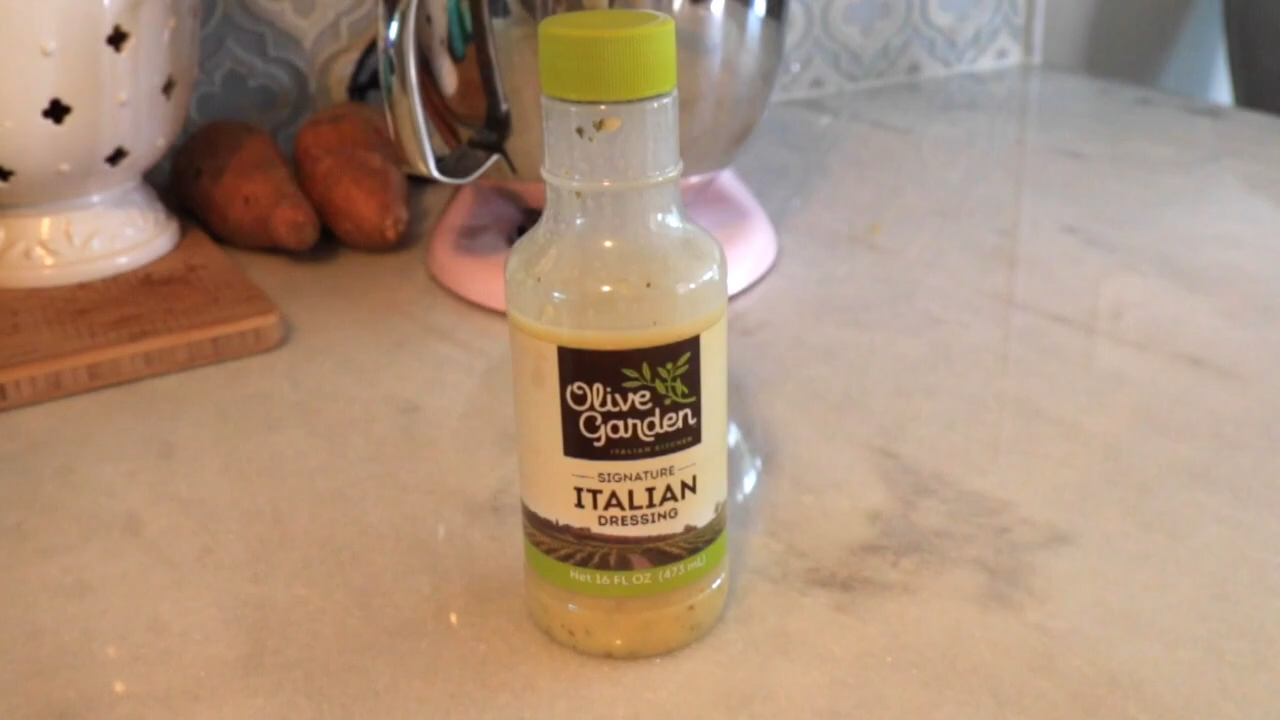 Olive
Garden
ITALIAN KITCHEN
SIGNATURE
ITALIAN
DRESSING
Net 16 FL OZ (473 mL)